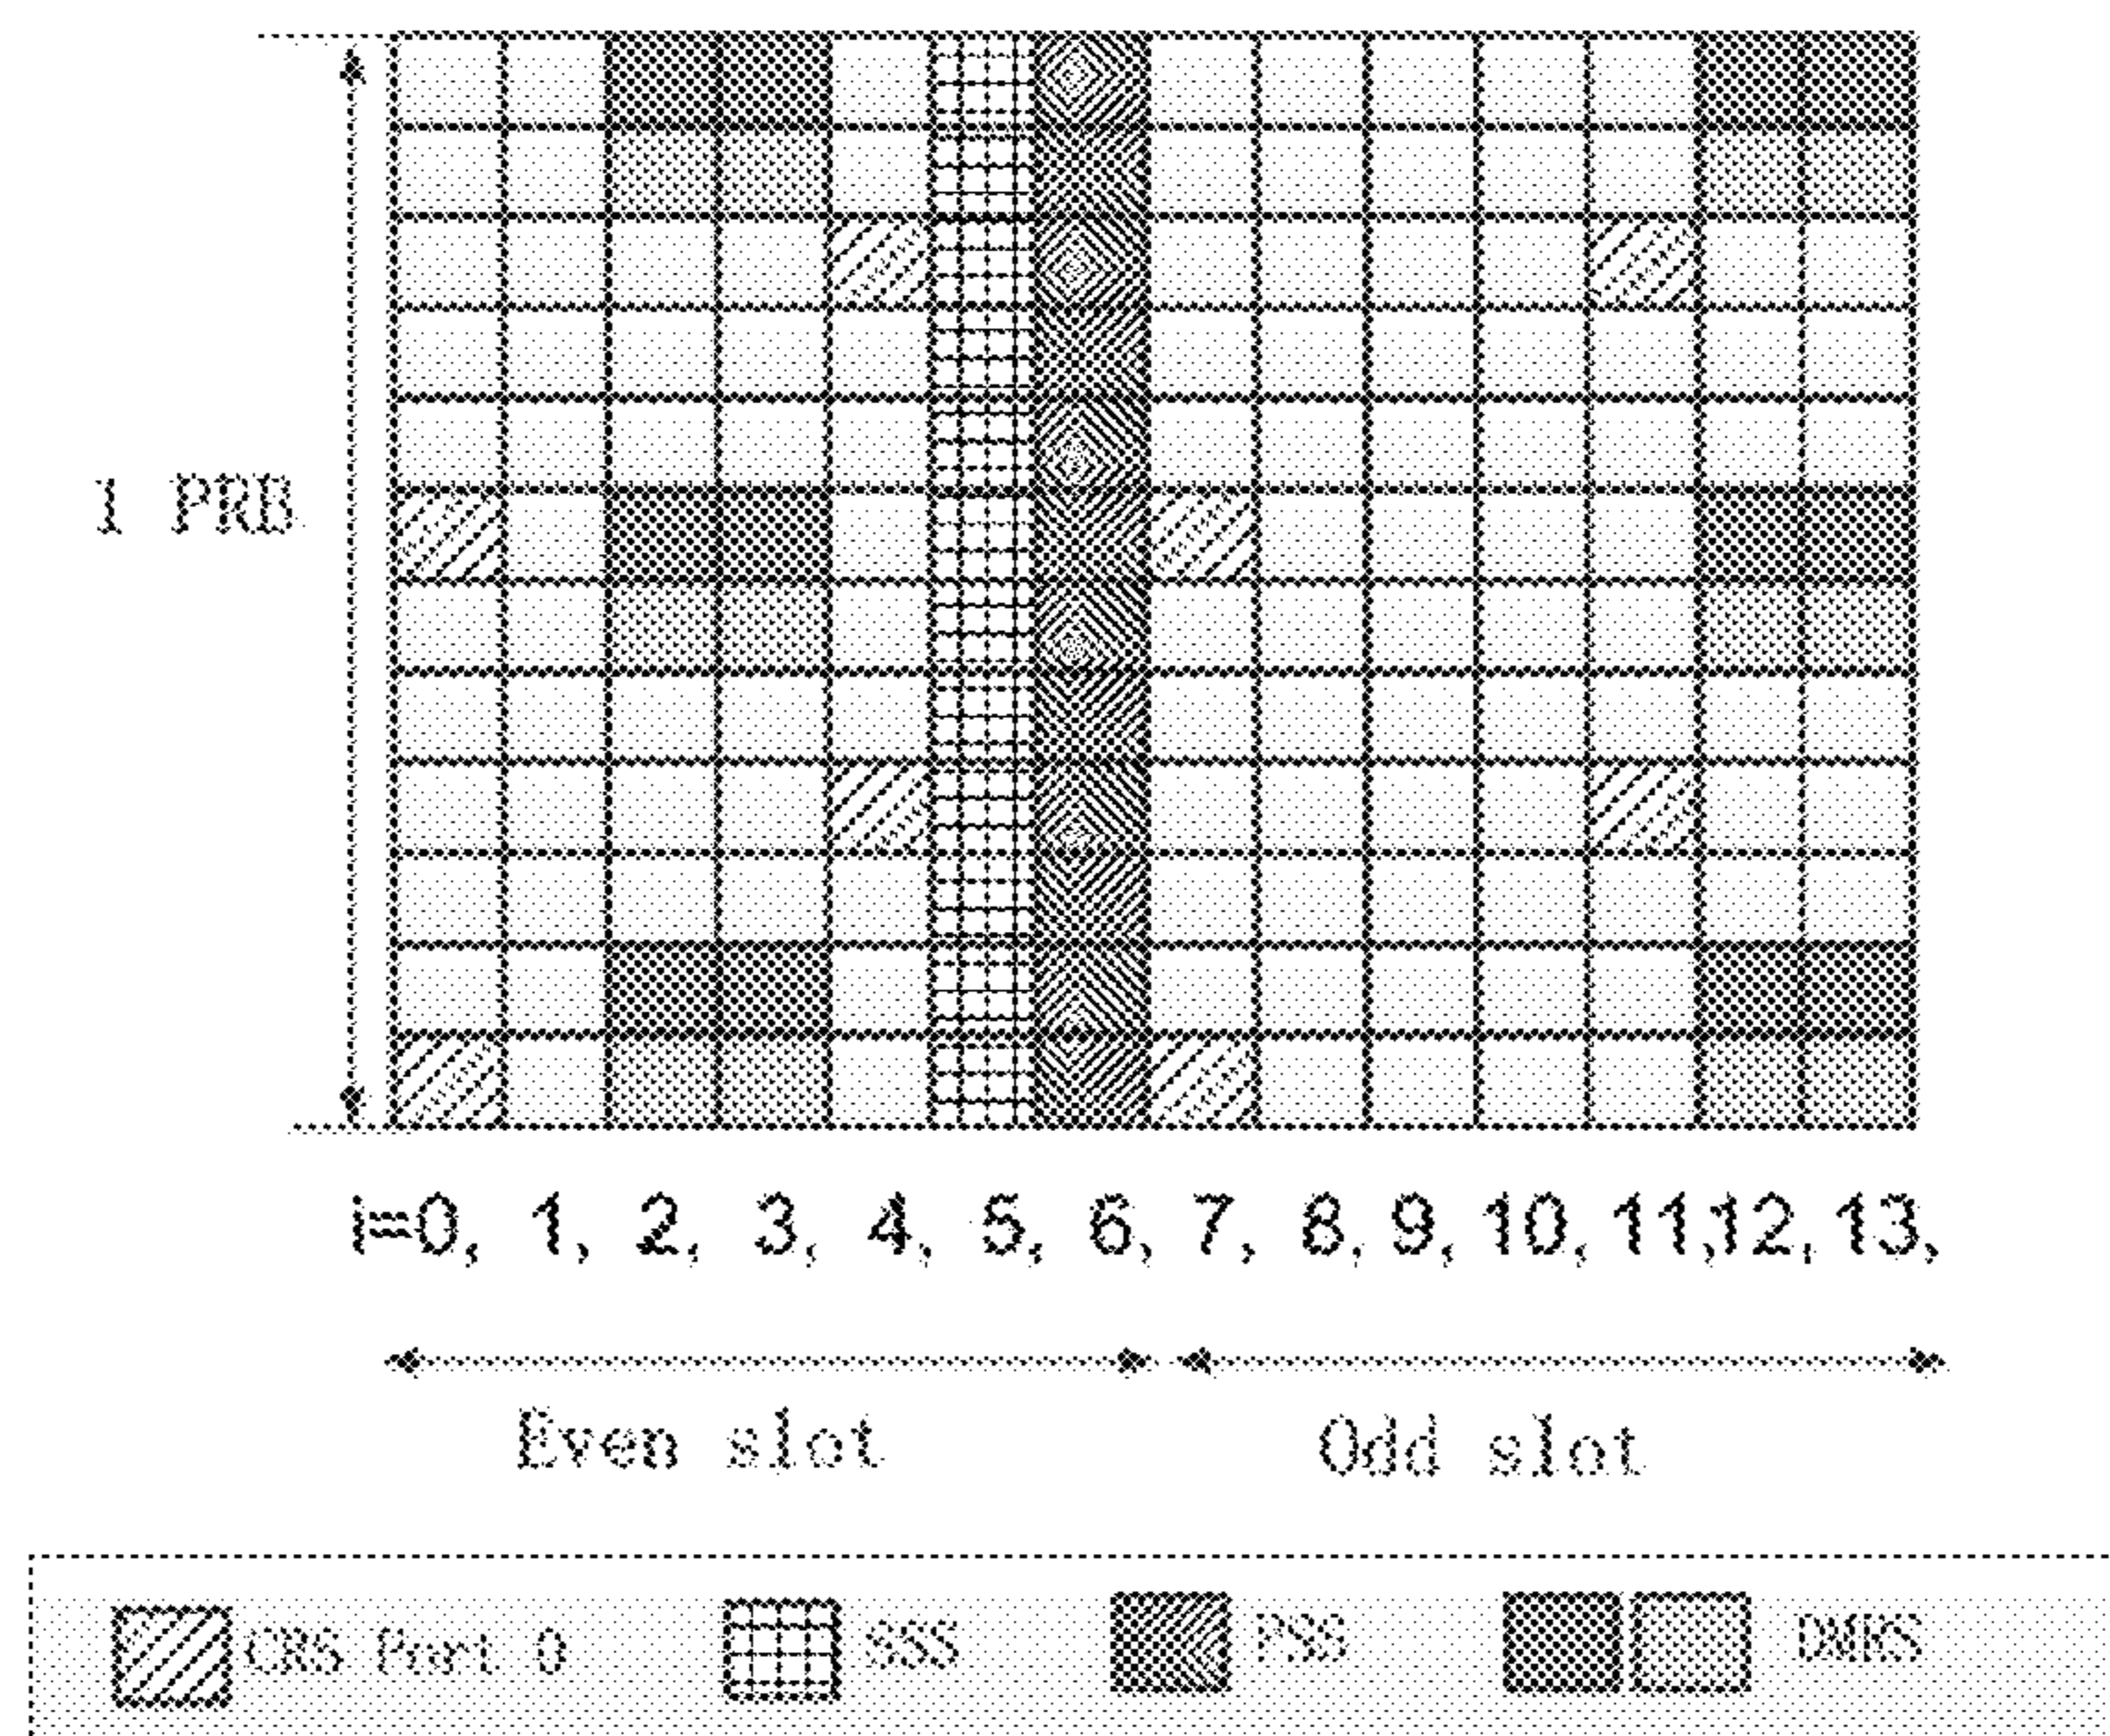 1 PRB
i=0, 1, 2, 3, 4, 5, 6, 7, 8, 9, 10, 11,12, 13,
Even slot Odd slot
CRS Port 0 SSS PSS DMRS